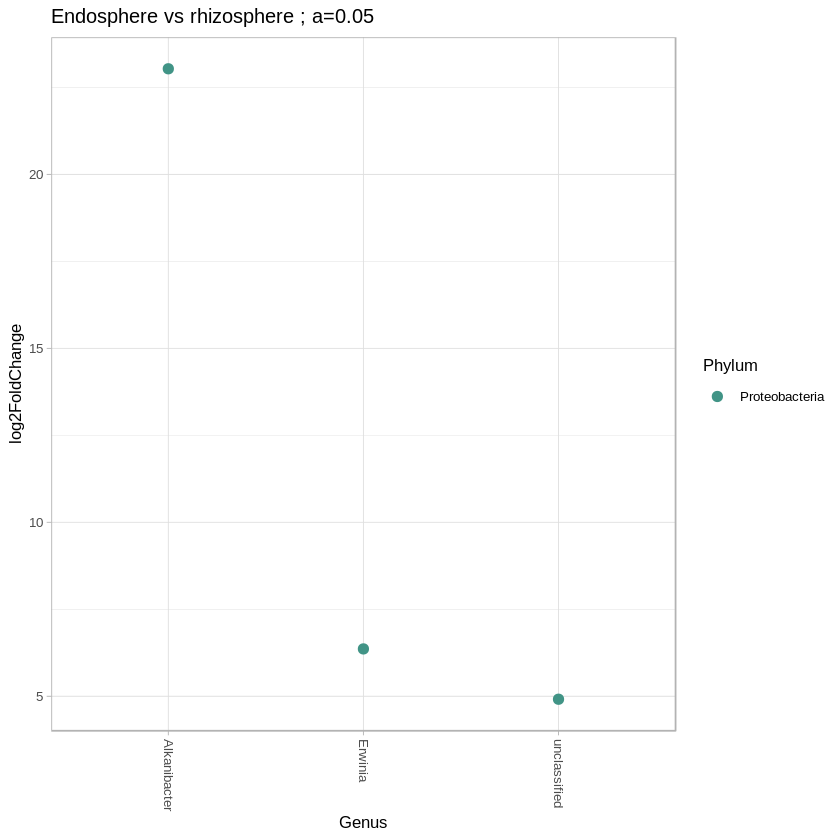 Endosphere vs rhizosphere ; a=0.05
log2FoldChange
20
15
10
5
Alkanibacter
Erwinia
unclassified
Genus
Phylum
Proteobacteria